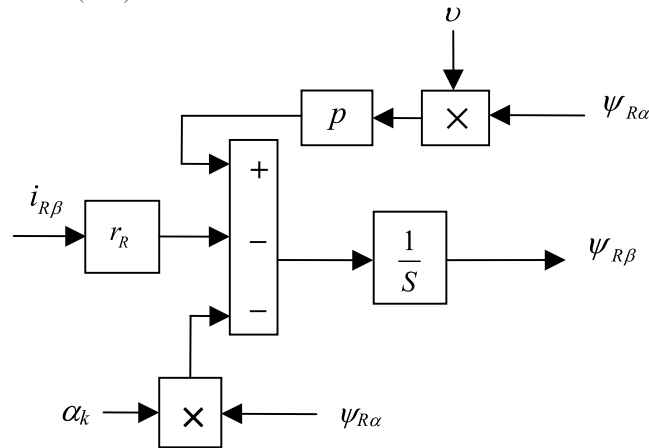 υ
p
×
ψ_{Rα}
+
i_{Rβ}
r_R
−
1/S
ψ_{Rβ}
−
α_k
×
ψ_{Rα}